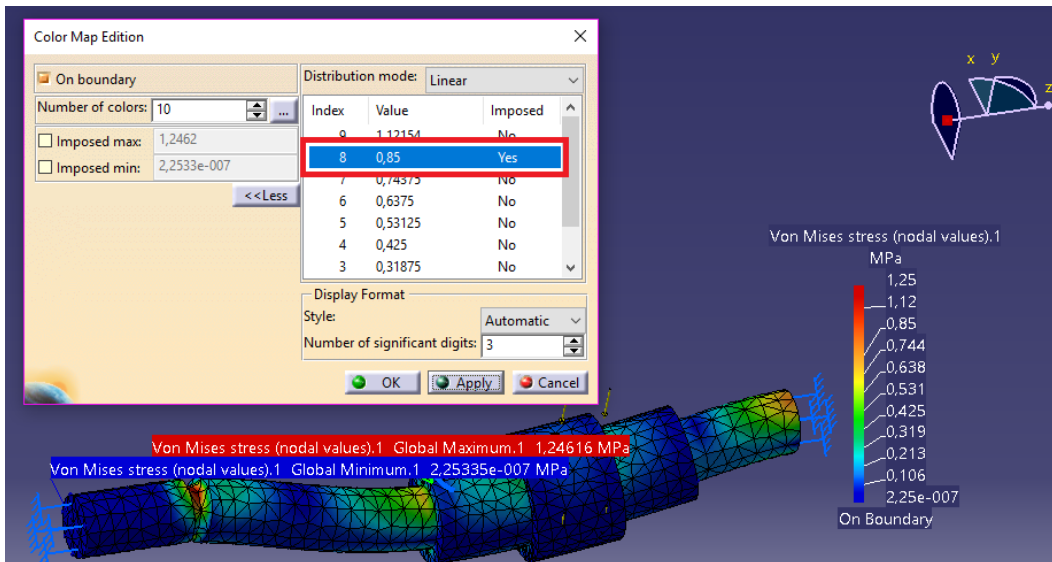 Color Map Edition
On boundary
Number of colors: 10 ...
Imposed max: 1,2462
Imposed min: 2,2533e-007
<<Less
Distribution mode: Linear
Index Value Imposed
9 1,12154 No
8 0,85 Yes
7 0,74375 No
6 0,6375 No
5 0,53125 No
4 0,425 No
3 0,31875 No
Display Format
Style: Automatic
Number of significant digits: 3
OK Apply Cancel
x y
z
Von Mises stress (nodal values).1
MPa
1,25
1,12
0,85
0,744
0,638
0,531
0,425
0,319
0,213
0,106
2,25e-007
On Boundary
Von Mises stress (nodal values).1 Global Maximum.1 1,24616 MPa
Von Mises stress (nodal values).1 Global Minimum.1 2,25335e-007 MPa